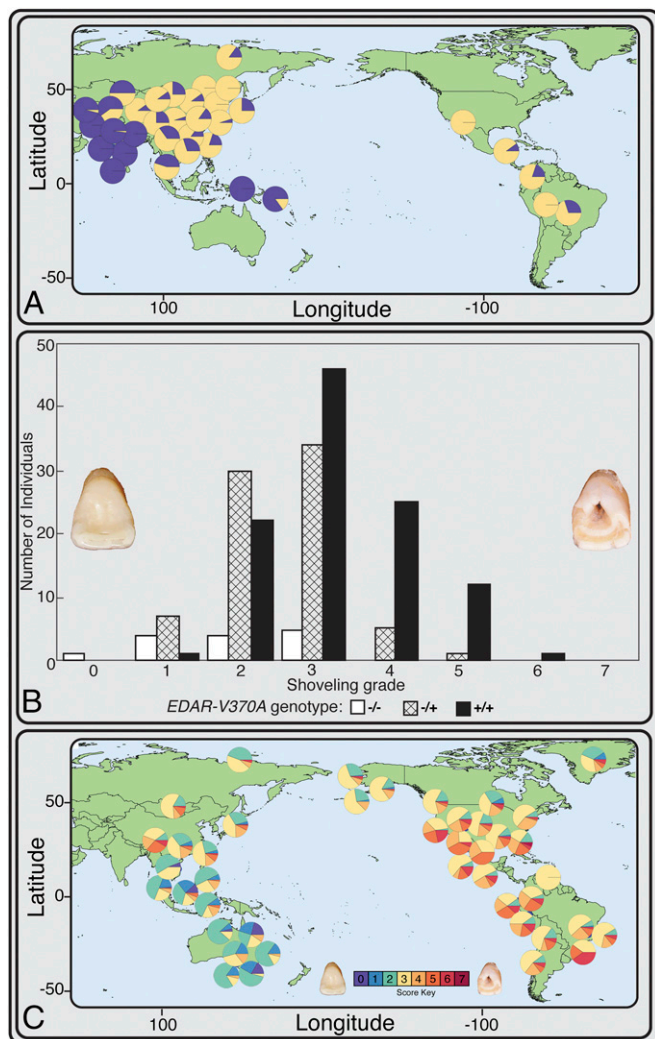 50
Latitude
0
-50
A
100
Longitude
-100
50
40
30
20
10
0
Number of Individuals
0 1 2 3 4 5 6 7
Shoveling grade
B
EDAR-V370A genotype: -/- -/+ +/+
50
Latitude
0
-50
0 1 2 3 4 5 6 7
Score Key
C
100
Longitude
-100